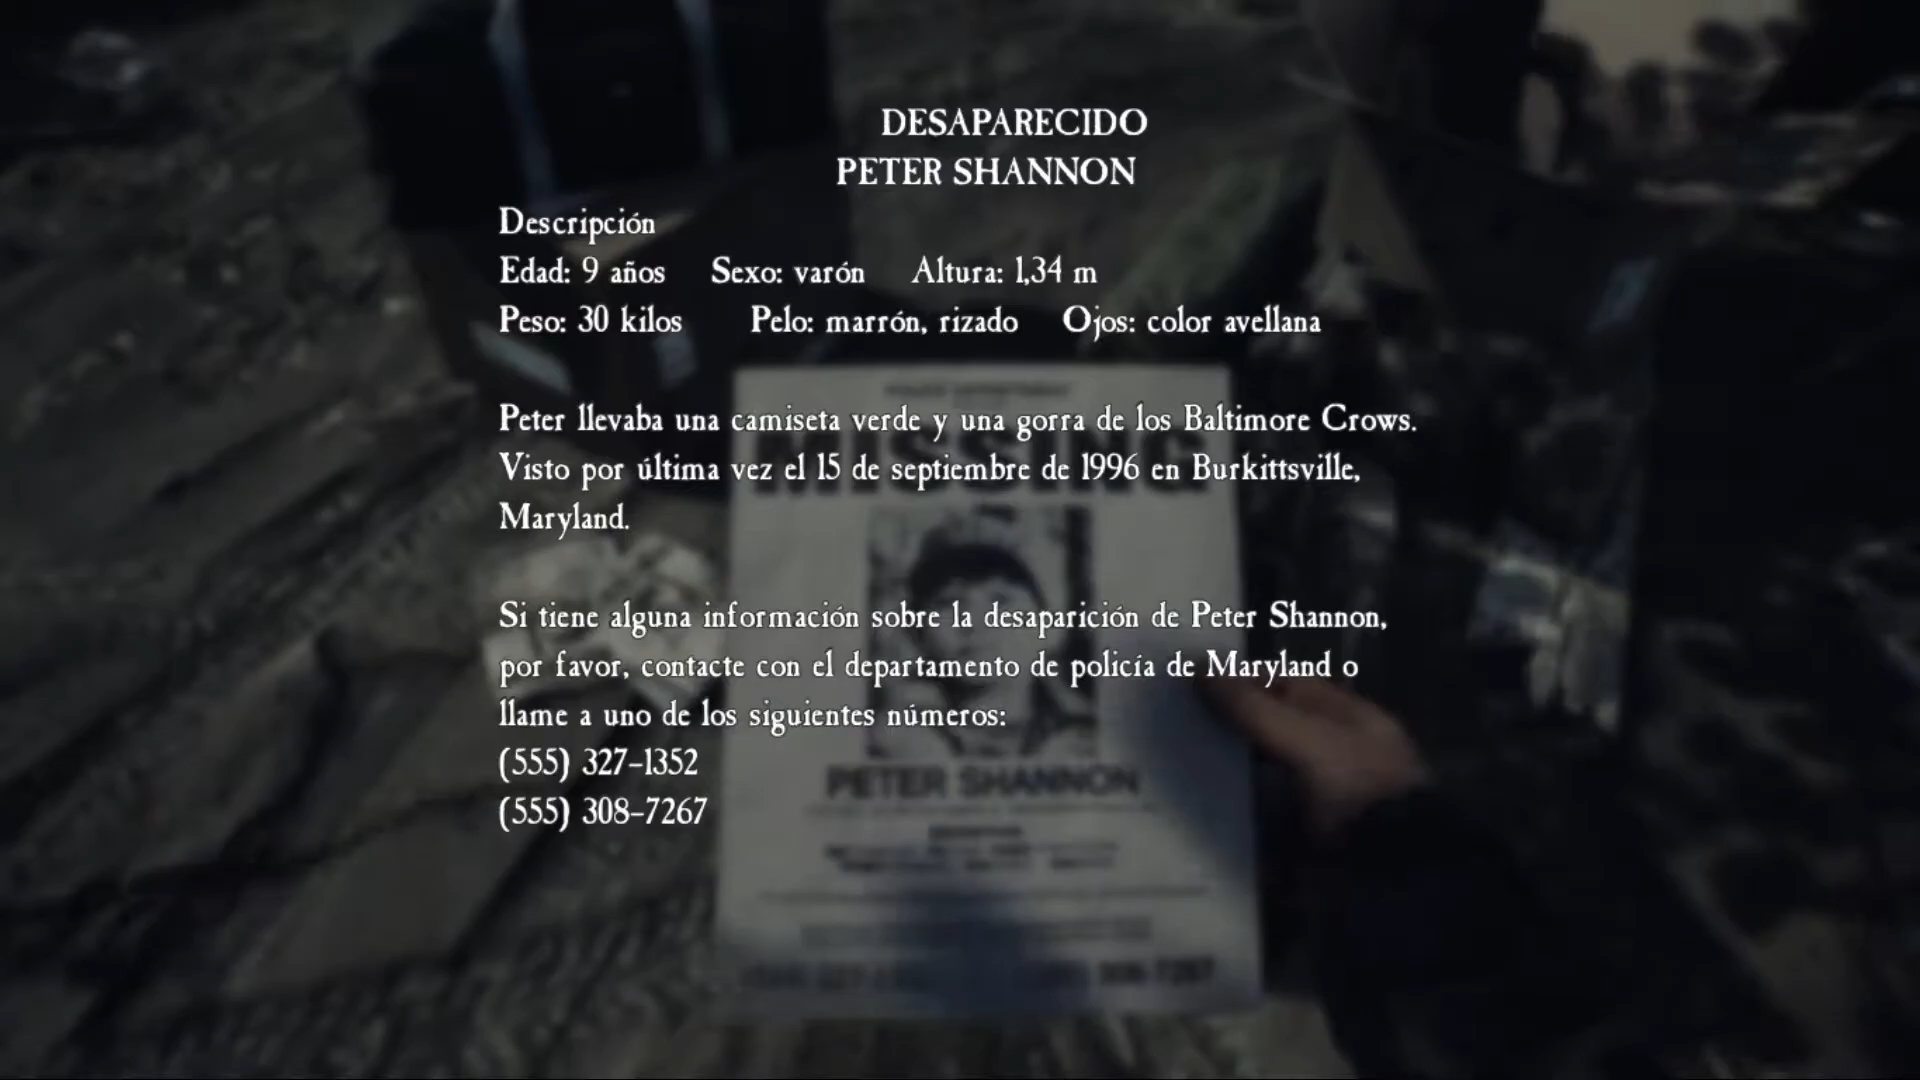 DESAPARECIDO
PETER SHANNON
Descripción
Edad: 9 años Sexo: varón Altura: 1,34 m
Peso: 30 kilos Pelo: marrón, rizado Ojos: color avellana
Peter llevaba una camiseta verde y una gorra de los Baltimore Crows.
Visto por última vez el 15 de septiembre de 1996 en Burkittsville,
Maryland.
Si tiene alguna información sobre la desaparición de Peter Shannon,
por favor, contacte con el departamento de policía de Maryland o
llame a uno de los siguientes números:
(555) 327-1352
(555) 308-7267
MISSING
PETER SHANNON